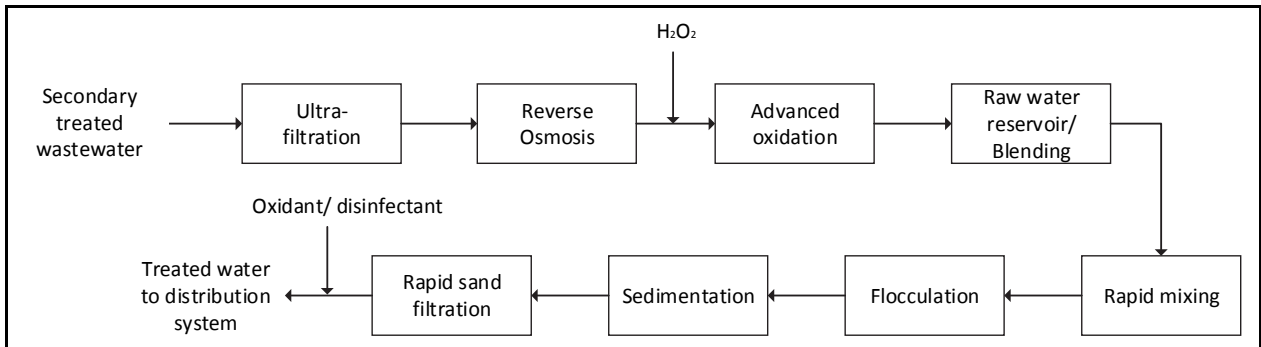 H₂O₂
Secondary
treated
wastewater
Ultra-
filtration
Reverse
Osmosis
Advanced
oxidation
Raw water
reservoir/
Blending
Rapid mixing
Flocculation
Sedimentation
Rapid sand
filtration
Oxidant/ disinfectant
Treated water
to distribution
system